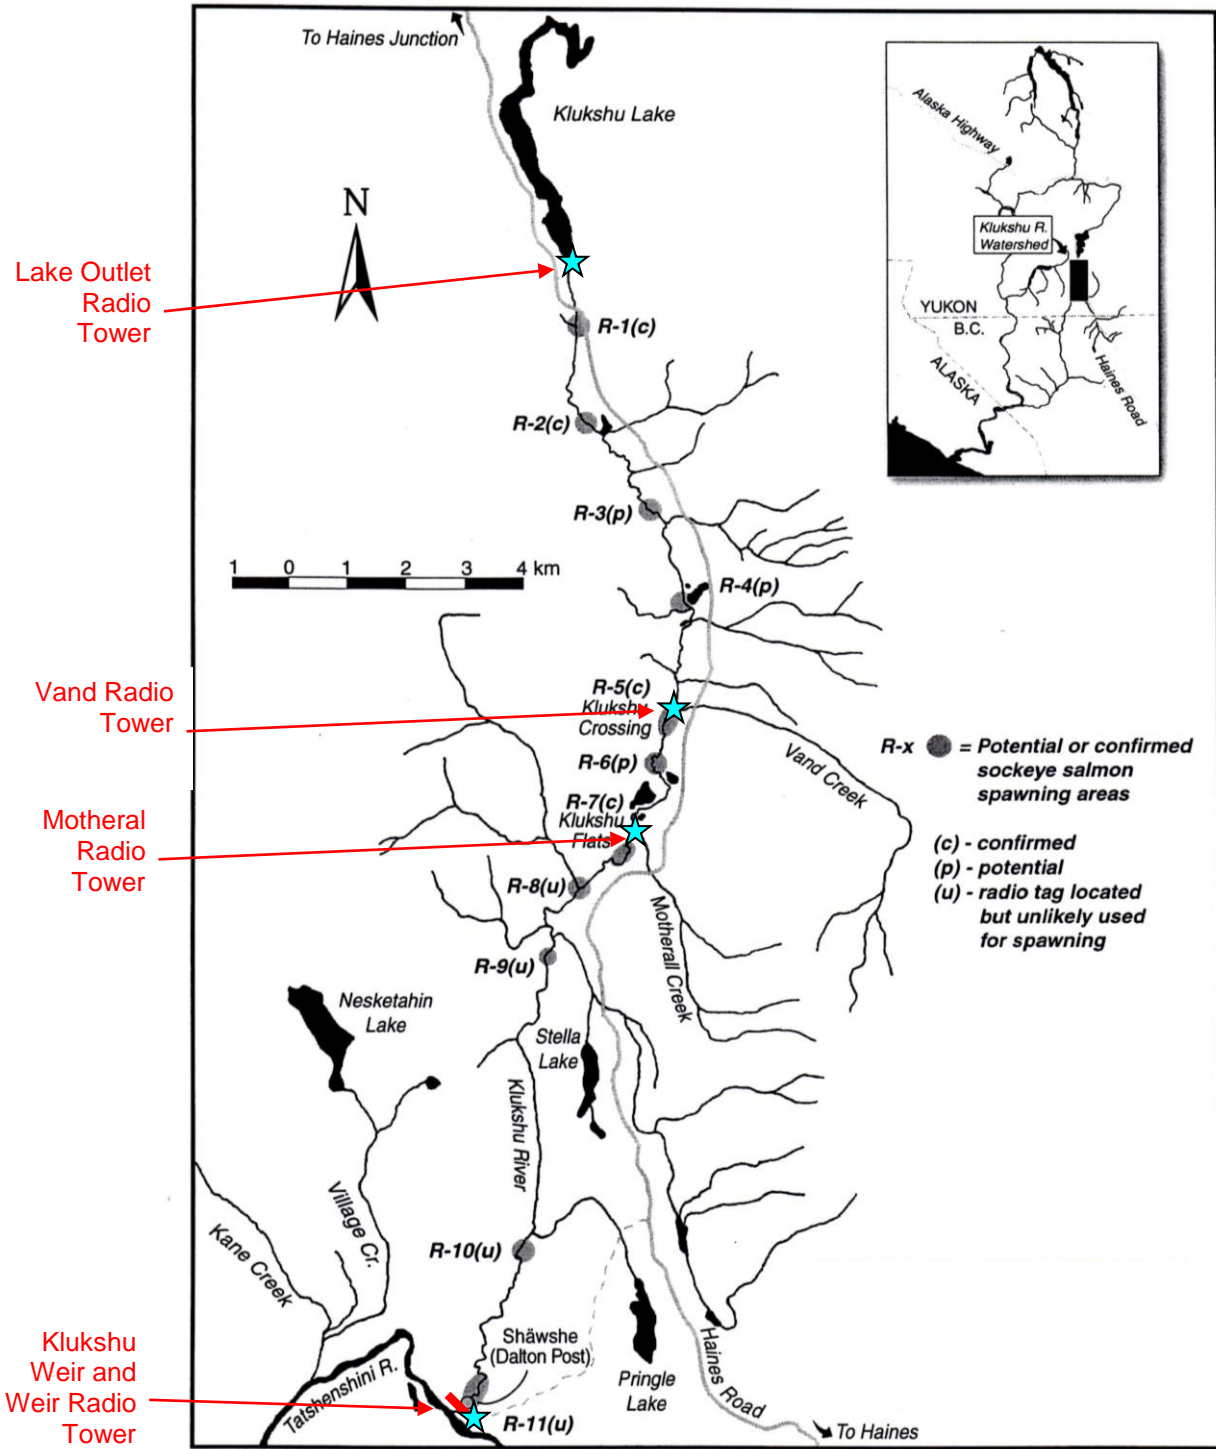 To Haines Junction
Klukshu Lake
N
Alaska Highway
Klukshu R.
Watershed
YUKON
B.C.
ALASKA
Haines Road
Lake Outlet
Radio
Tower
R-1(c)
R-2(c)
R-3(p)
1 0 1 2 3 4 km
R-4(p)
Vand Radio
Tower
R-5(c)
Klukshu
Crossing
R-6(p)
Vand Creek
R-x = Potential or confirmed
sockeye salmon
spawning areas
(c) - confirmed
(p) - potential
(u) - radio tag located
but unlikely used
for spawning
Motheral
Radio
Tower
R-7(c)
Klukshu
Flats
R-8(u)
Motherall Creek
R-9(u)
Nesketahin
Lake
Stella
Lake
Klukshu River
Village Cr.
Kane Creek
R-10(u)
Shäwshe
(Dalton Post)
Pringle
Lake
Haines Road
Klukshu
Weir and
Weir Radio
Tower
Tatshenshini R.
R-11(u)
To Haines